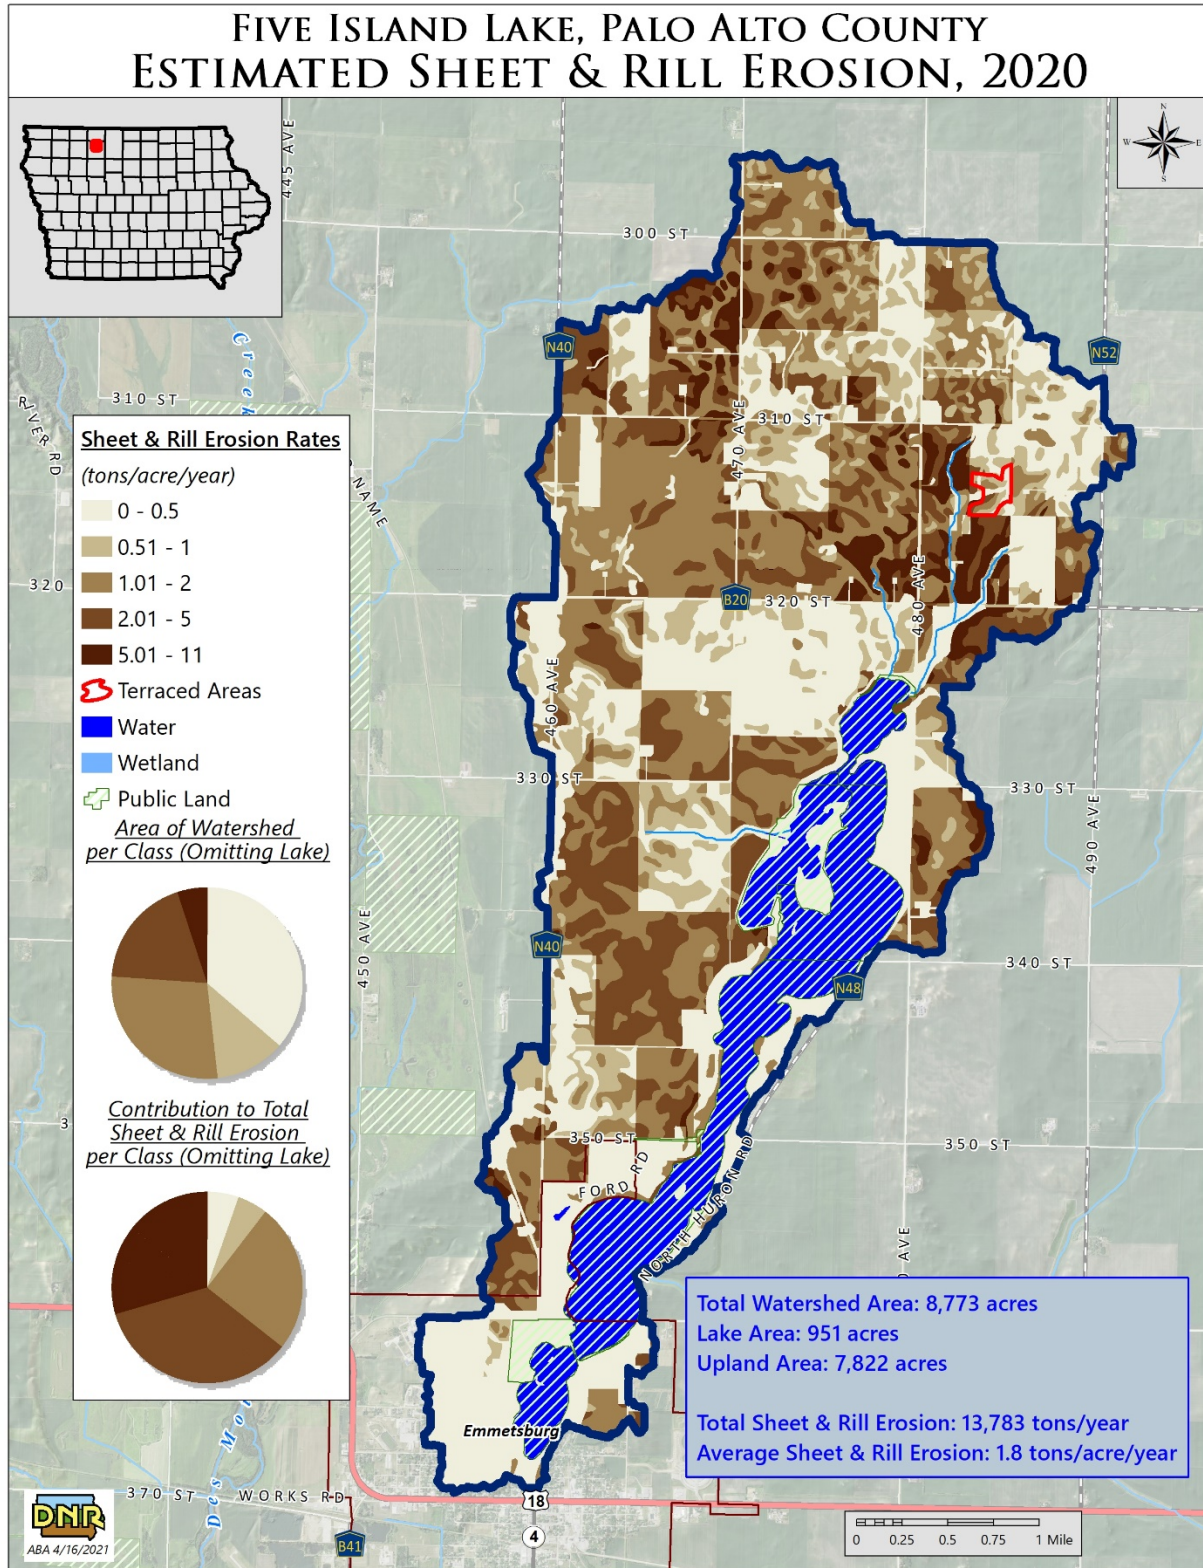 FIVE ISLAND LAKE, PALO ALTO COUNTY
ESTIMATED SHEET & RILL EROSION, 2020
N
W
E
S
445 AVE
300 ST
N40
N52
Creek
310 ST
RIVER RD
470 AVE
310 ST
NAME
Sheet & Rill Erosion Rates
(tons/acre/year)
0 - 0.5
0.51 - 1
1.01 - 2
2.01 - 5
5.01 - 11
Terraced Areas
Water
Wetland
Public Land
320
B20
320 ST
480 AVE
460 AVE
330 ST
330 ST
490 AVE
Area of Watershed
per Class (Omitting Lake)
450 AVE
N40
340 ST
N48
Contribution to Total
Sheet & Rill Erosion
per Class (Omitting Lake)
3
350 ST
350 ST
FORD RD
NORTH HURON RD
AVE
Total Watershed Area: 8,773 acres
Lake Area: 951 acres
Upland Area: 7,822 acres
Total Sheet & Rill Erosion: 13,783 tons/year
Average Sheet & Rill Erosion: 1.8 tons/acre/year
Emmetsburg
Des Mo
370 ST
WORKS RD
18
4
B41
DNR
ABA 4/16/2021
0 0.25 0.5 0.75 1 Mile